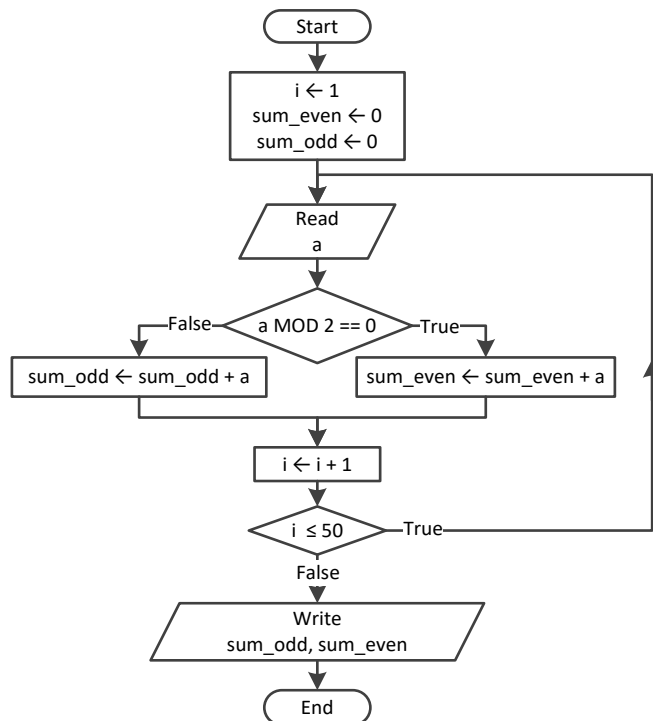 Start
i ← 1
sum_even ← 0
sum_odd ← 0
Read
a
False
a MOD 2 == 0
True
sum_odd ← sum_odd + a
sum_even ← sum_even + a
i ← i + 1
i ≤ 50
True
False
Write
sum_odd, sum_even
End